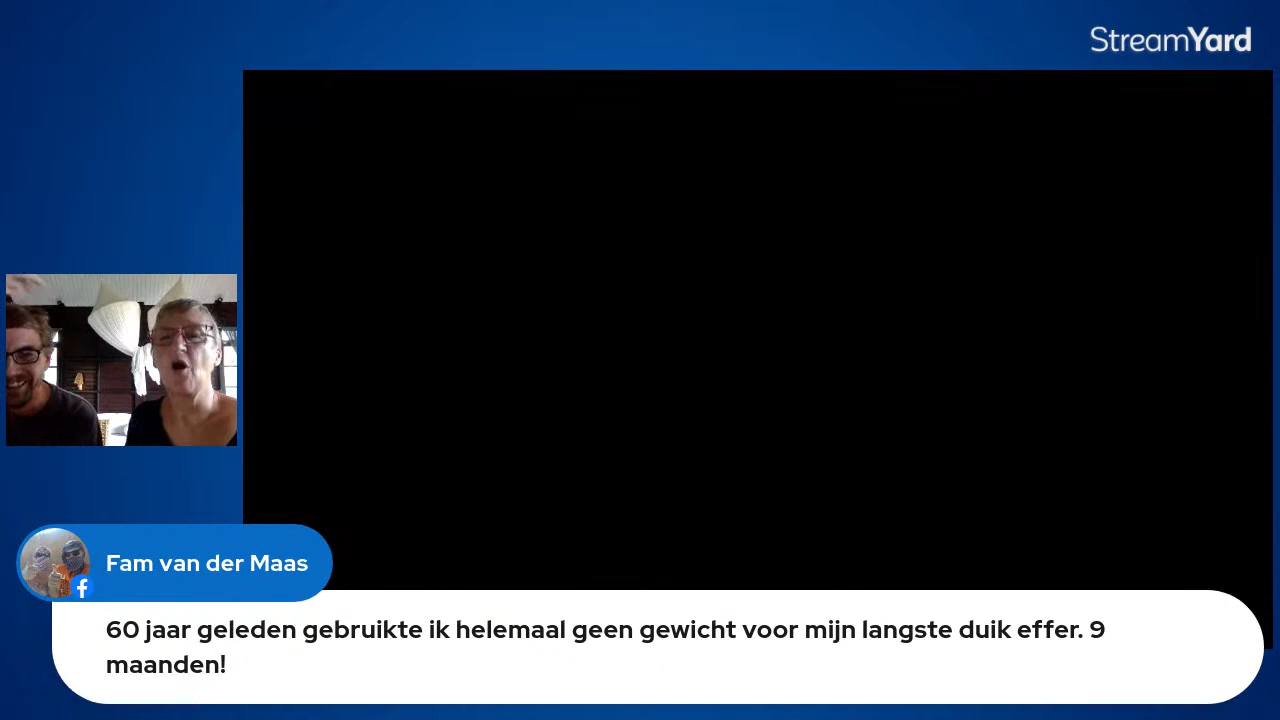 StreamYard
Fam van der Maas
60 jaar geleden gebruikte ik helemaal geen gewicht voor mijn langste duik effer. 9
maanden!